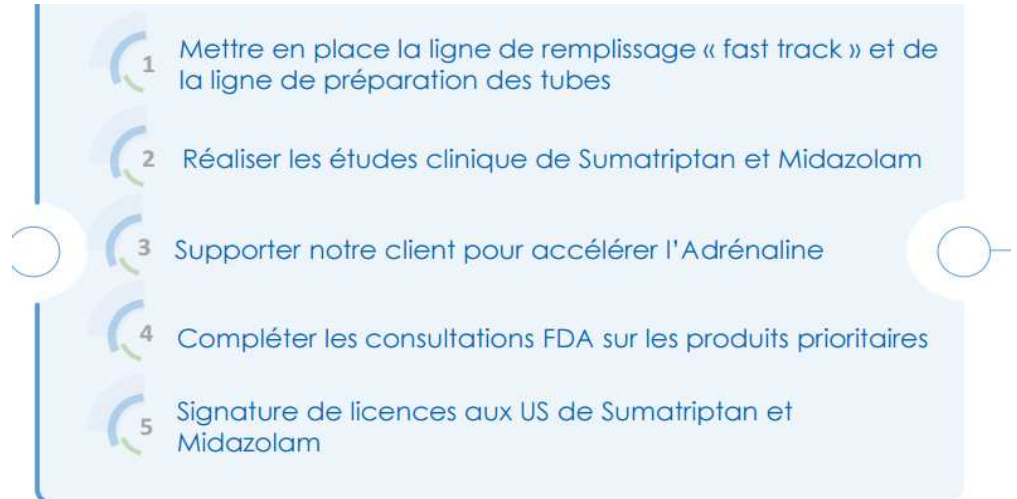 1
Mettre en place la ligne de remplissage « fast track » et de
la ligne de préparation des tubes
2
Réaliser les études clinique de Sumatriptan et Midazolam
3
Supporter notre client pour accélérer l’Adrénaline
4
Compléter les consultations FDA sur les produits prioritaires
5
Signature de licences aux US de Sumatriptan et
Midazolam